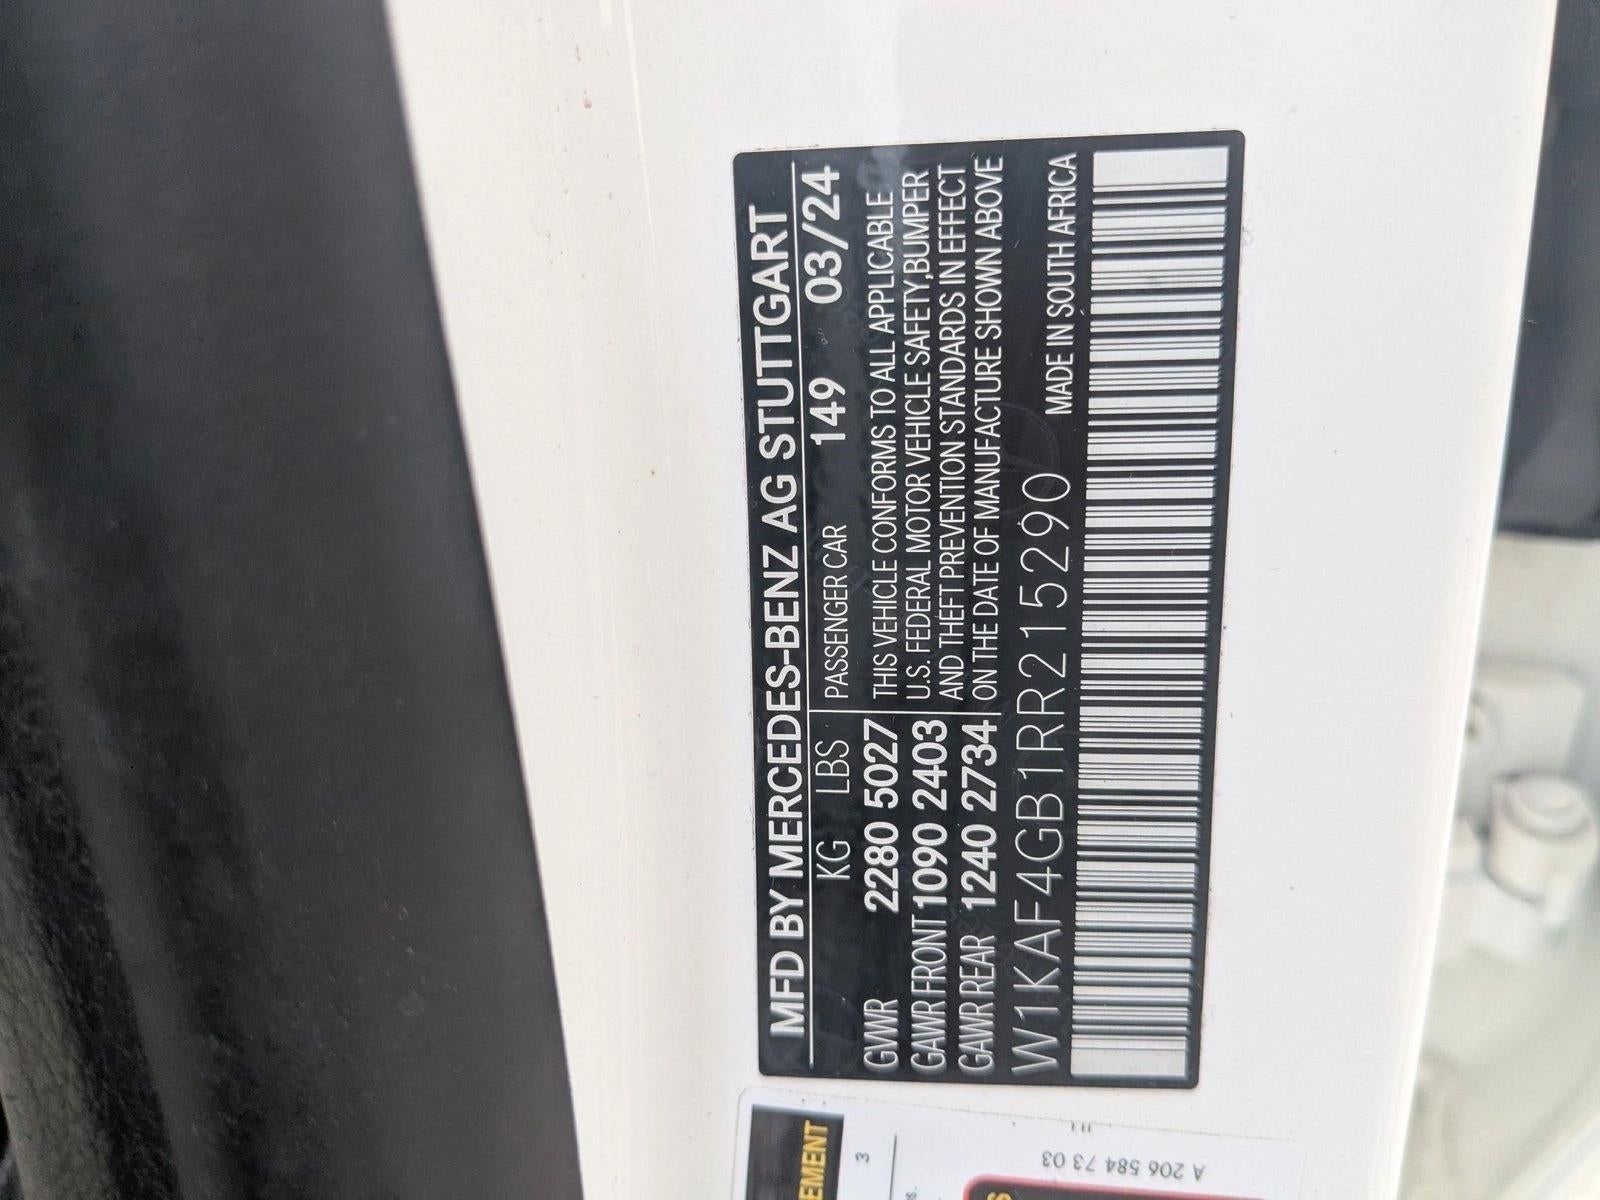 MFD BY MERCEDES-BENZ AG STUTTGART
KG LBS PASSENGER CAR 149 03/24
GVWR 2280 5027
GAWR FRONT 1090 2403
GAWR REAR 1240 2734
THIS VEHICLE CONFORMS TO ALL APPLICABLE
U.S. FEDERAL MOTOR VEHICLE SAFETY,BUMPER
AND THEFT PREVENTION STANDARDS IN EFFECT
ON THE DATE OF MANUFACTURE SHOWN ABOVE
W1KAF4GB1RR215290 MADE IN SOUTH AFRICA
EMENT
3
A 206 584 73 03